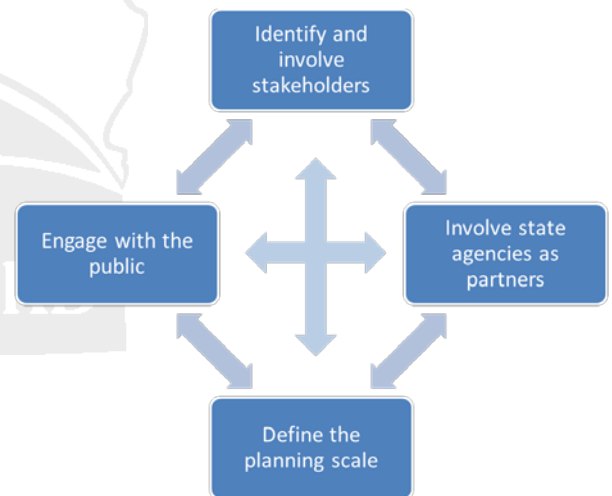 Identify and
involve
stakeholders
Engage with the
public
Involve state
agencies as
partners
Define the
planning scale